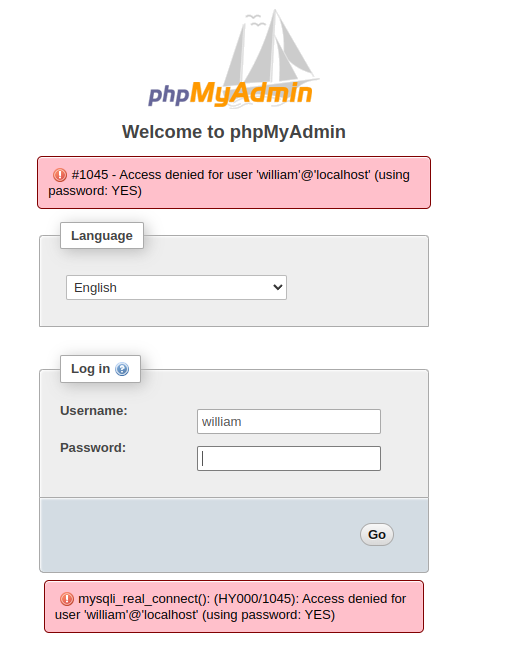 phpMyAdmin
Welcome to phpMyAdmin
#1045 - Access denied for user 'william'@'localhost' (using
password: YES)
Language
English
Log in
Username:
william
Password:
Go
mysqli_real_connect(): (HY000/1045): Access denied for
user 'william'@'localhost' (using password: YES)